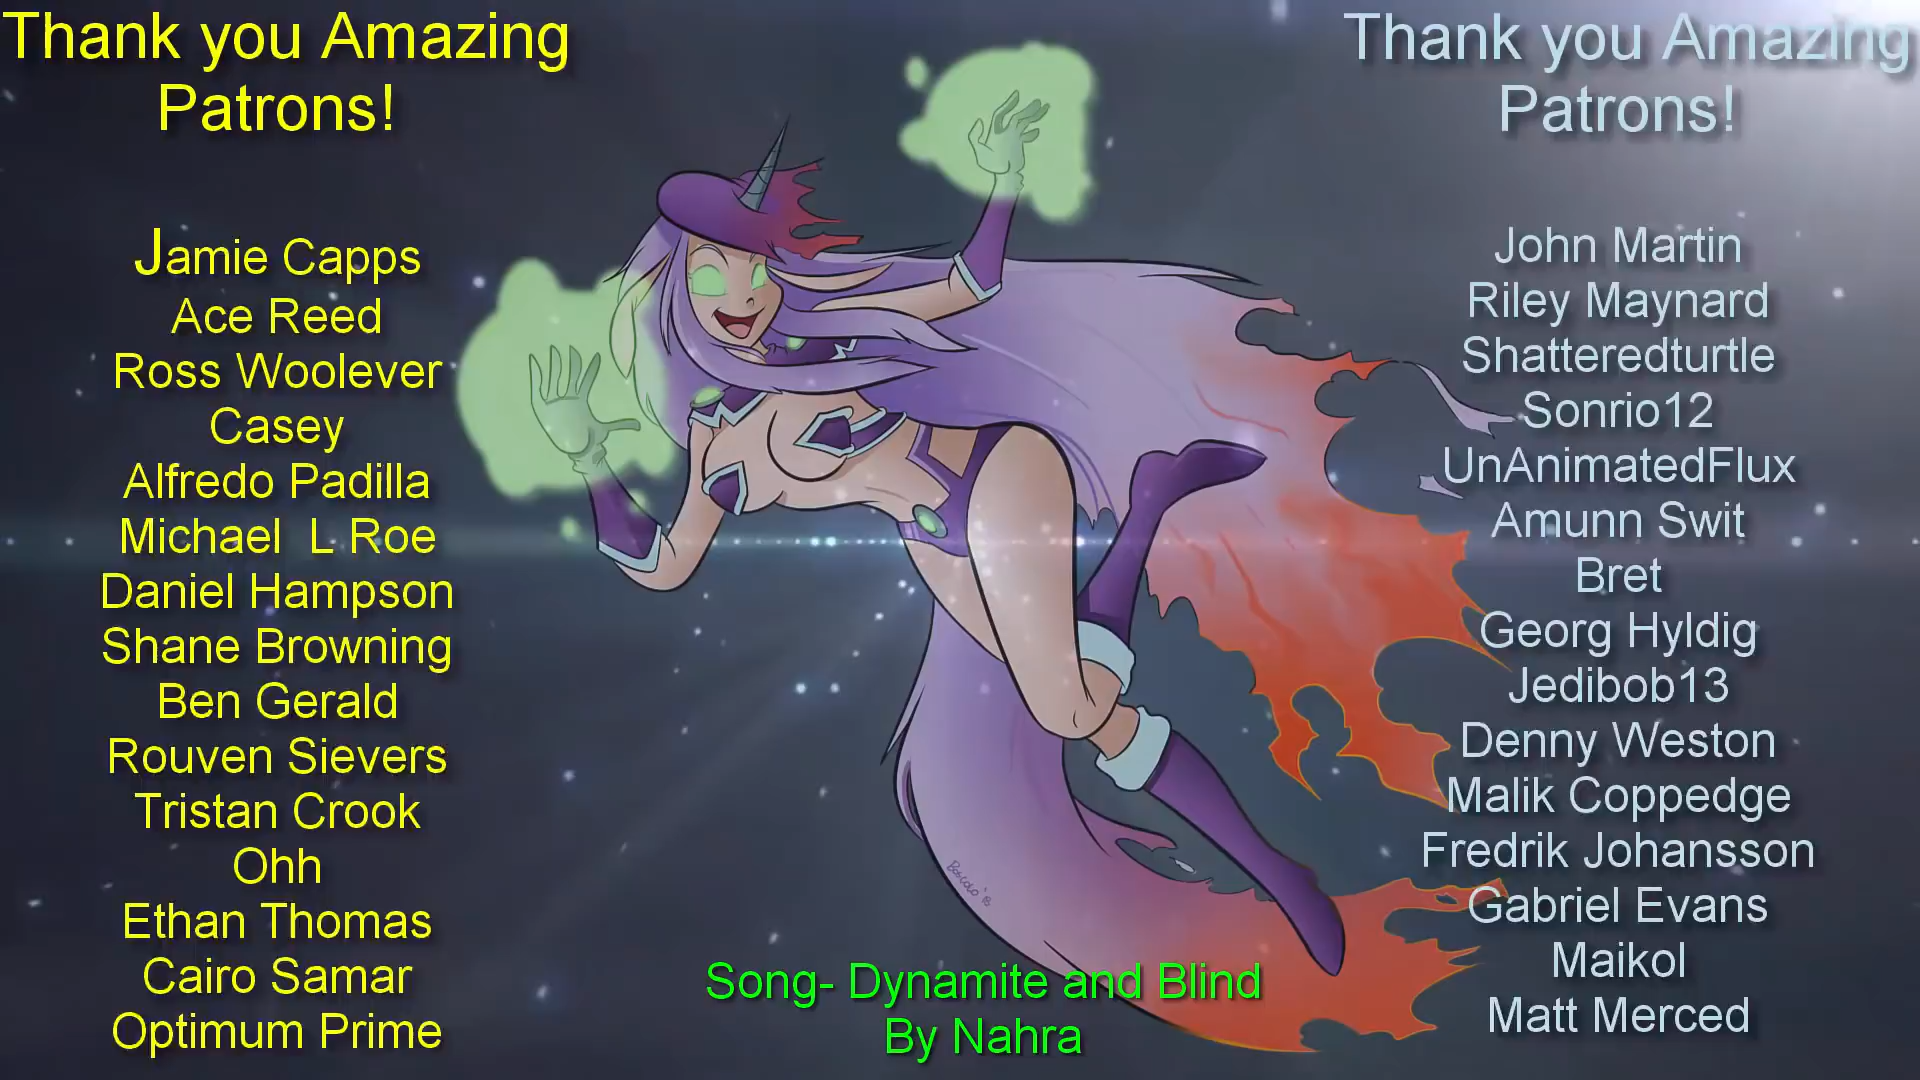 Thank you Amazing
Patrons!
Jamie Capps
Ace Reed
Ross Woolever
Casey
Alfredo Padilla
Michael  L Roe
Daniel Hampson
Shane Browning
Ben Gerald
Rouven Sievers
Tristan Crook
Ohh
Ethan Thomas
Cairo Samar
Optimum Prime
Thank you Amazing
Patrons!
John Martin
Riley Maynard
Shatteredturtle
Sonrio12
UnAnimatedFlux
Amunn Swit
Bret
Georg Hyldig
Jedibob13
Denny Weston
Malik Coppedge
Fredrik Johansson
Gabriel Evans
Maikol
Matt Merced
Boscolo '18
Song- Dynamite and Blind
By Nahra